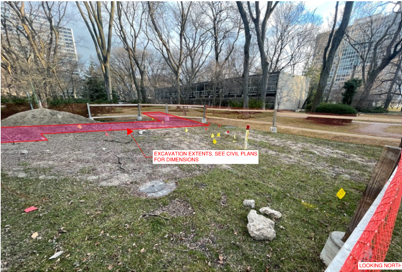 EXCAVATION EXTENTS, SEE CIVIL PLANS
FOR DIMENSIONS
LOOKING NORTH